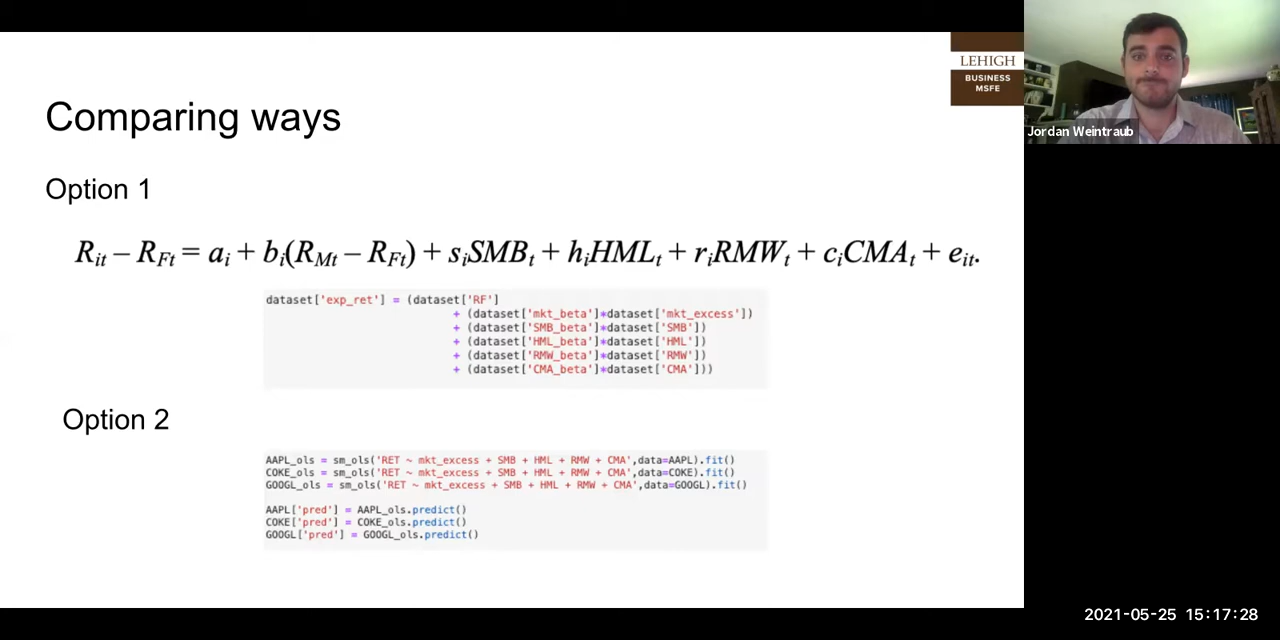 LEHIGH
BUSINESS
MSFE
Jordan Weintraub
Comparing ways
Option 1
R_it – R_Ft = a_i + b_i(R_Mt – R_Ft) + s_iSMB_t + h_iHML_t + r_iRMW_t + c_iCMA_t + e_it.
dataset['exp_ret'] = (dataset['RF']
+ (dataset['mkt_beta']*dataset['mkt_excess'])
+ (dataset['SMB_beta']*dataset['SMB'])
+ (dataset['HML_beta']*dataset['HML'])
+ (dataset['RMW_beta']*dataset['RMW'])
+ (dataset['CMA_beta']*dataset['CMA']))
Option 2
AAPL_ols = sm_ols('RET ~ mkt_excess + SMB + HML + RMW + CMA',data=AAPL).fit()
COKE_ols = sm_ols('RET ~ mkt_excess + SMB + HML + RMW + CMA',data=COKE).fit()
GOOGL_ols = sm_ols('RET ~ mkt_excess + SMB + HML + RMW + CMA',data=GOOGL).fit()
AAPL['pred'] = AAPL_ols.predict()
COKE['pred'] = COKE_ols.predict()
GOOGL['pred'] = GOOGL_ols.predict()
2021-05-25 15:17:28